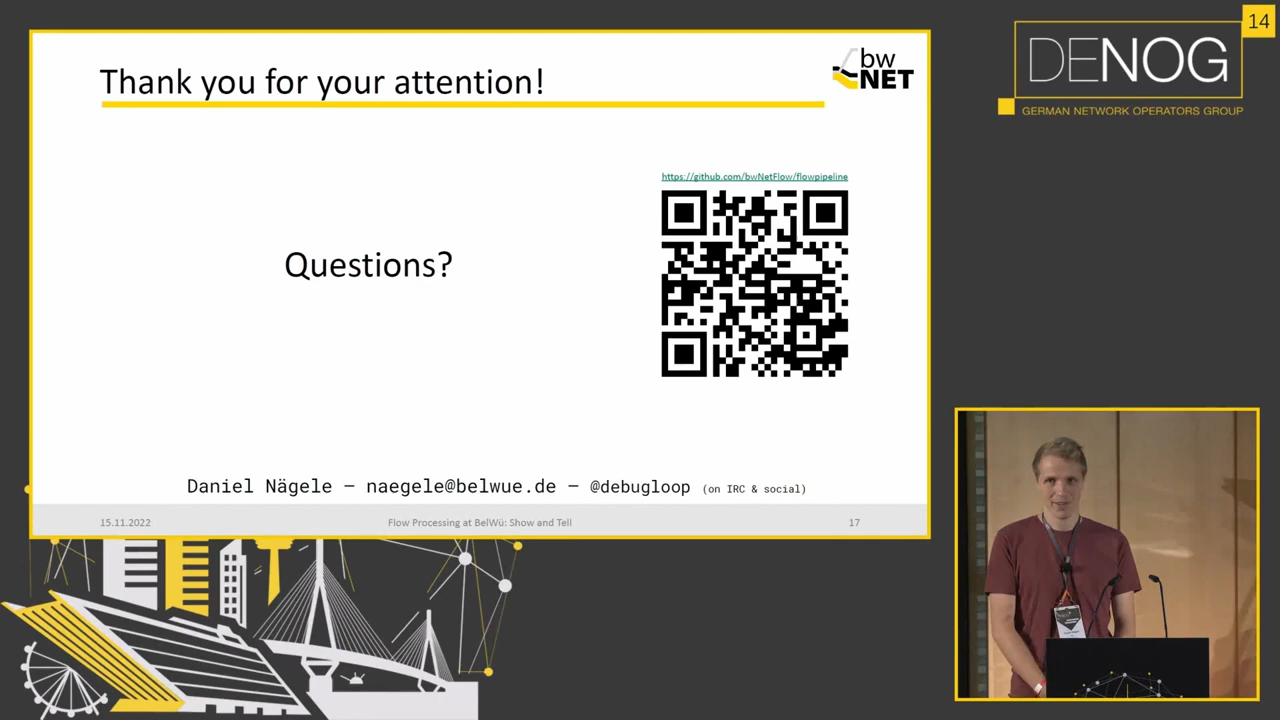 Thank you for your attention!
bw
NET
https://github.com/bwNetFlow/flowpipeline
Questions?
Daniel Nägele – naegele@belwue.de – @debugloop (on IRC & social)
15.11.2022
Flow Processing at BelWü: Show and Tell
17
14
DENOG
GERMAN NETWORK OPERATORS GROUP